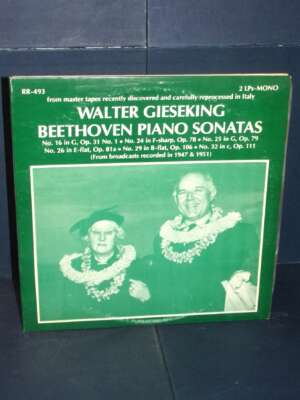 RR-493
2 LPs-MONO
from master tapes recently discovered and carefully reprocessed in Italy
WALTER GIESEKING
BEETHOVEN PIANO SONATAS
No. 16 in G, Op. 31 No. 1 • No. 24 in F-sharp, Op. 78 • No. 25 in G, Op. 79
No. 26 in E-flat, Op. 81a • No. 29 in B-flat, Op. 106 • No. 32 in c, Op. 111
(From broadcasts recorded in 1947 & 1951)